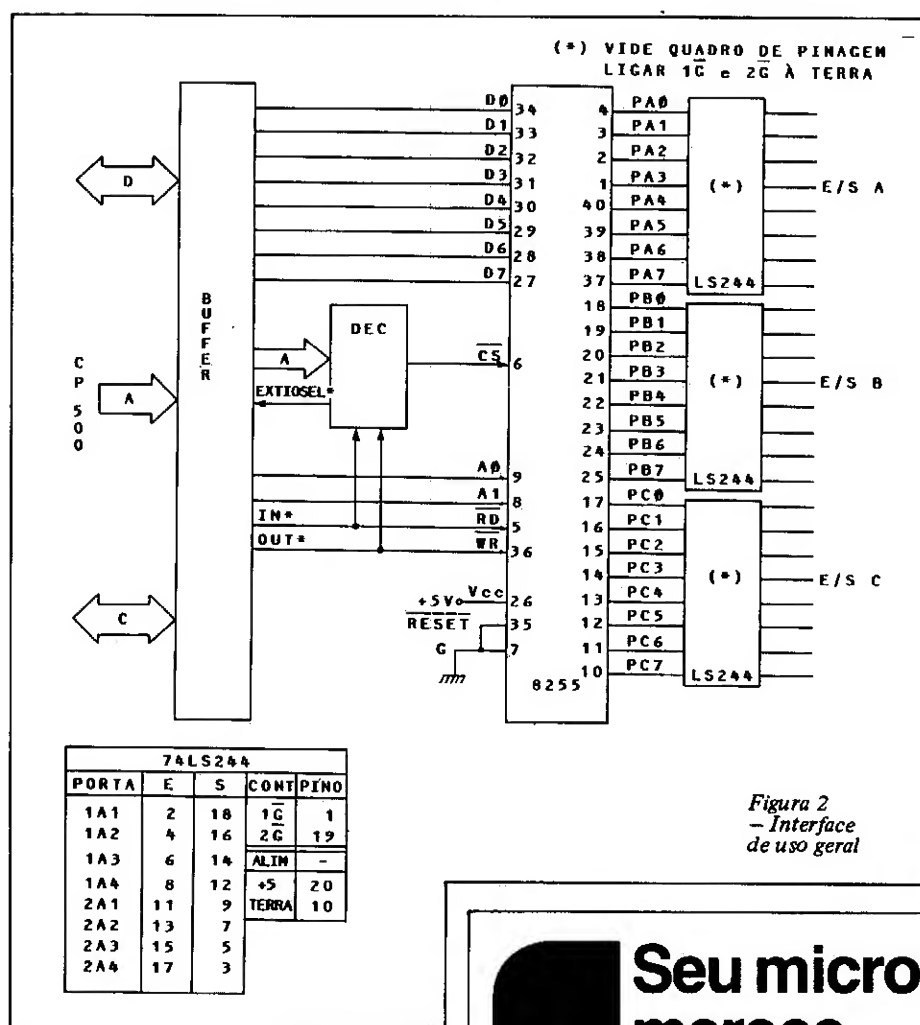 (*) VIDE QUADRO DE PINAGEM
LIGAR 1G̅ e 2G̅ À TERRA
CP 500
D
A
C
BUFFER
A
EXTIOSEL*
DEC
IN*
OUT*
D0 34
D1 33
D2 32
D3 31
D4 30
D5 29
D6 28
D7 27
C̅S̅ 6
A0 9
A1 8
R̅D̅ 5
W̅R̅ 36
+5V Vcc 26
R̅E̅S̅E̅T̅ 35
G 7
8255
4 PA0
3 PA1
2 PA2
1 PA3
40 PA4
39 PA5
38 PA6
37 PA7
(*)
LS244
E/S A
18 PB0
19 PB1
20 PB2
21 PB3
22 PB4
23 PB5
24 PB6
25 PB7
(*)
LS244
E/S B
17 PC0
16 PC1
15 PC2
14 PC3
13 PC4
12 PC5
11 PC6
10 PC7
(*)
LS244
E/S C
74LS244
PORTA E S CONT PINO
1A1 2 18 1G̅ 1
1A2 4 16 2G̅ 19
1A3 6 14 ALIM -
1A4 8 12 +5 20
2A1 11 9 TERRA 10
2A2 13 7
2A3 15 5
2A4 17 3
Figura 2
– Interface
de uso geral
Seu micro